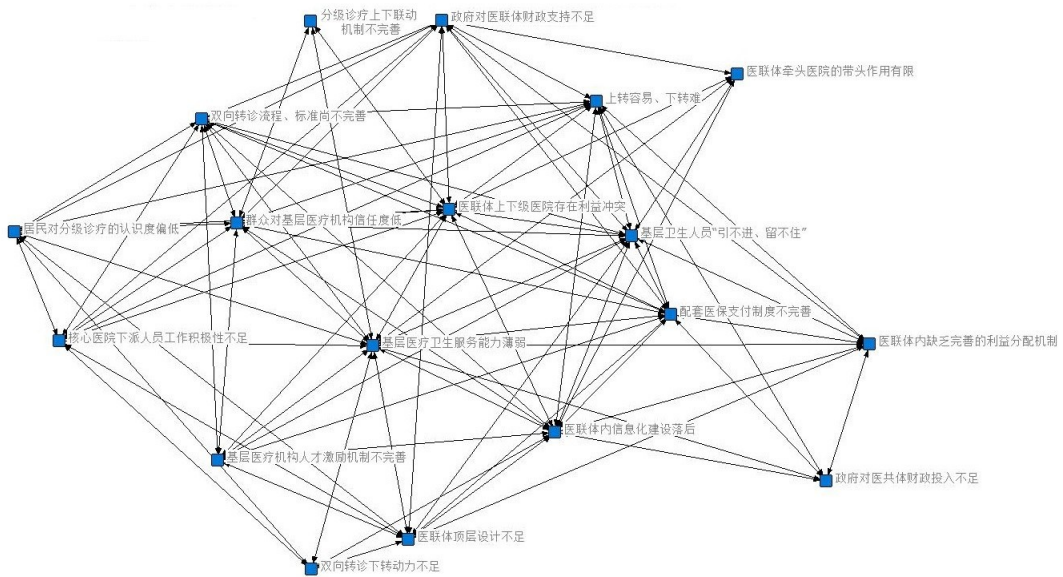 分级诊疗上下联动
机制不完善
政府对医联体财政支持不足
医联体牵头医院的带头作用有限
上转容易、下转难
双向转诊流程、标准尚不完善
医联体上下级医院存在利益冲突
群众对基层医疗机构信任度低
居民对分级诊疗的认识度偏低
基层卫生人员“引不进、留不住”
配套医保支付制度不完善
核心医院下派人员工作积极性不足
基层医疗卫生服务能力薄弱
医联体内缺乏完善的利益分配机制
医联体内信息化建设落后
基层医疗机构人才激励机制不完善
政府对医共体财政投入不足
医联体顶层设计不足
双向转诊下转动力不足